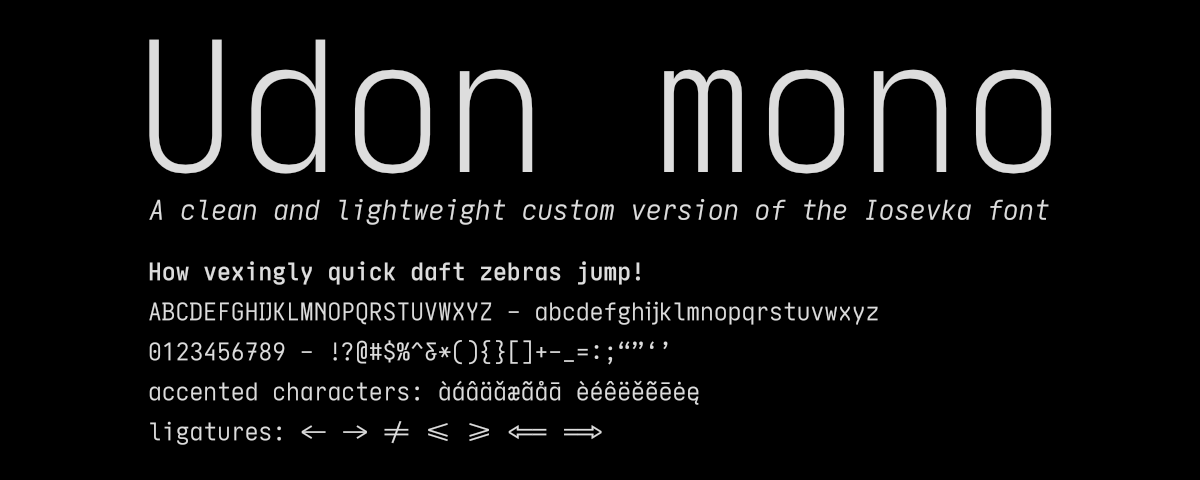 Udon mono
A clean and lightweight custom version of the Iosevka font
How vexingly quick daft zebras jump!
ABCDEFGHIJKLMNOPQRSTUVWXYZ – abcdefghijklmnopqrstuvwxyz
0123456789 – !?@#$%^&*(){}[]+-_=:;“”‘’
accented characters: àáâäǎæãåā èéêëěẽēėę
ligatures: ← → ≠ ⩽ ⩾ ⟸ ⟹